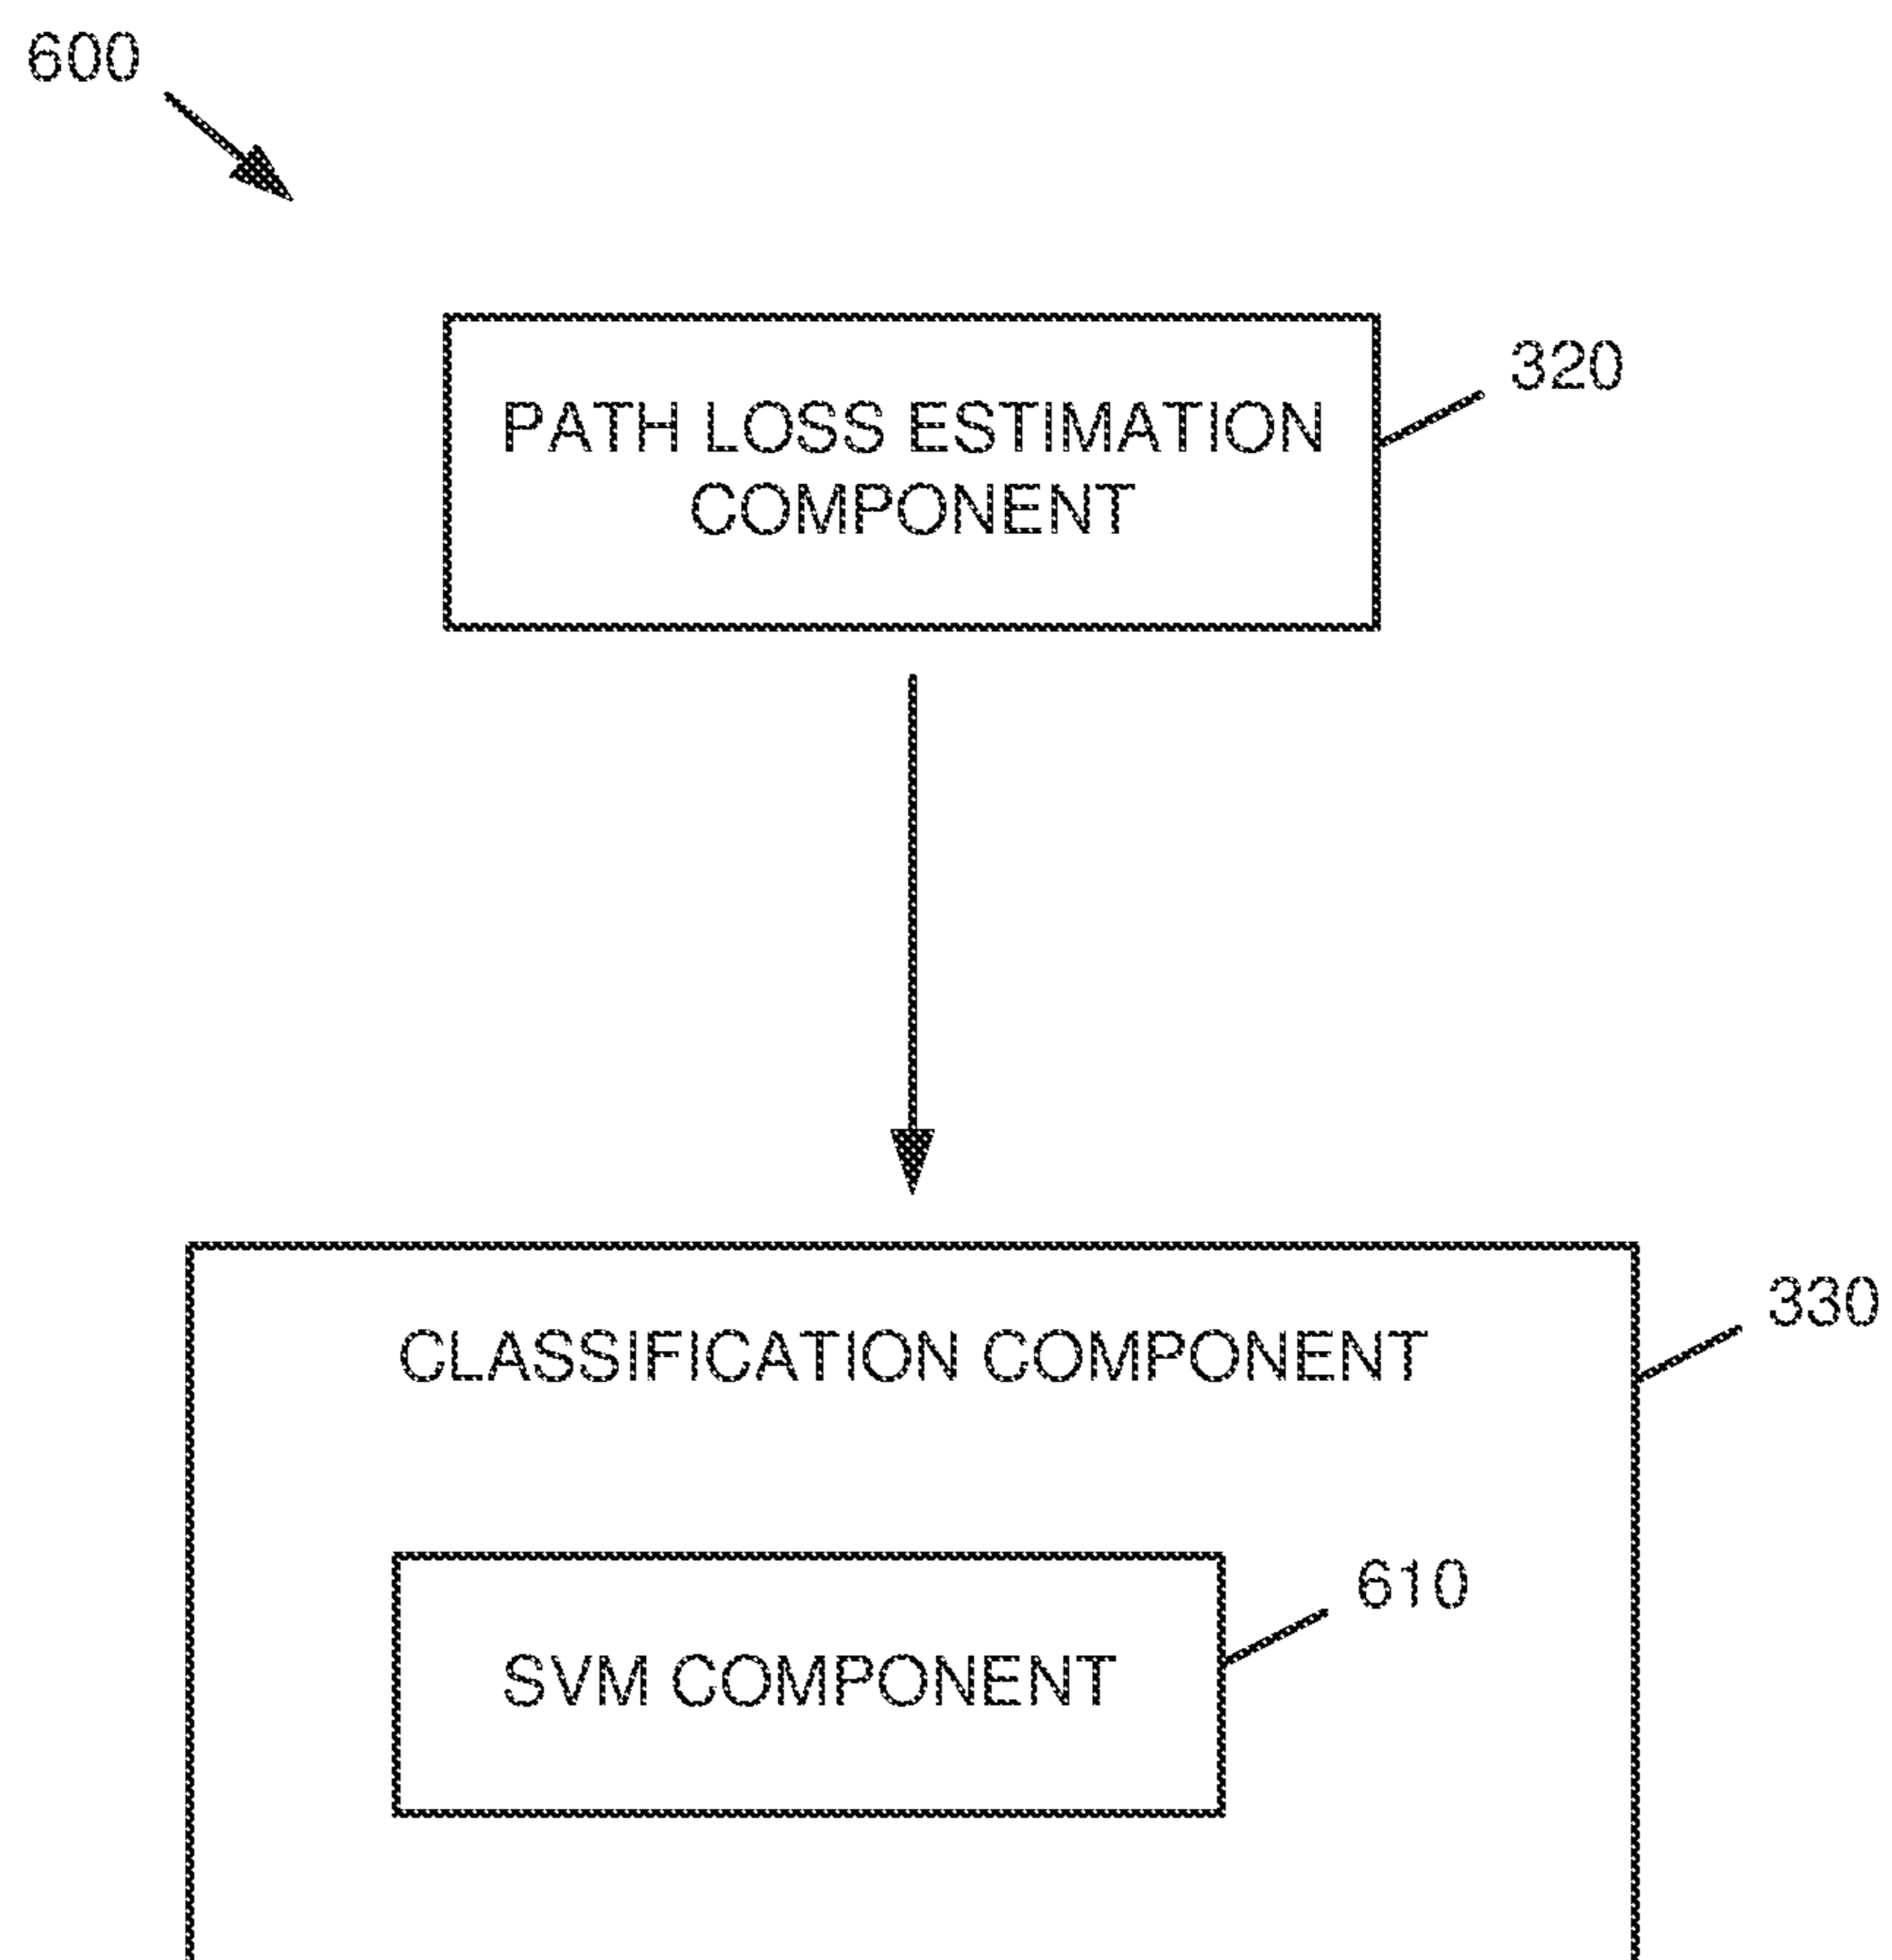 600
320
PATH LOSS ESTIMATION
COMPONENT
330
CLASSIFICATION COMPONENT
610
SVM COMPONENT